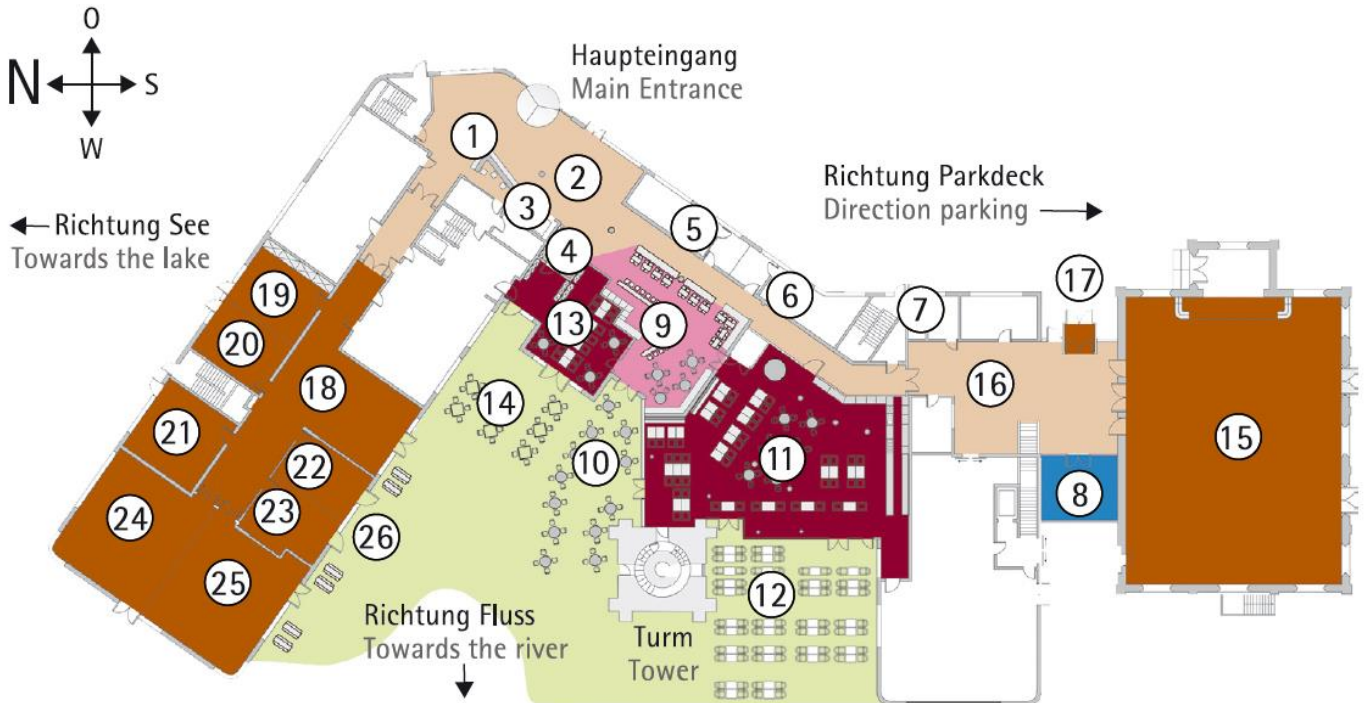 O
N
S
W
Haupteingang
Main Entrance
Richtung Parkdeck
Direction parking
Richtung See
Towards the lake
1
2
3
4
5
6
7
17
19
20
13
9
18
14
16
21
22
10
11
15
23
8
24
26
25
12
Richtung Fluss
Towards the river
Turm
Tower